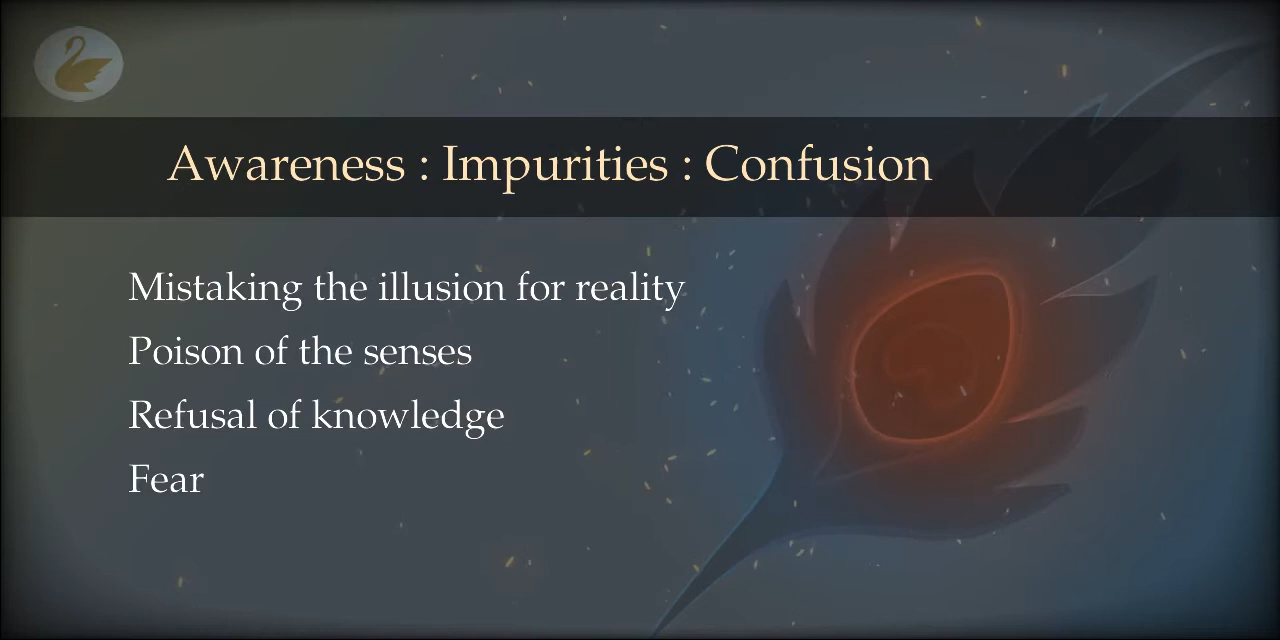 Awareness : Impurities : Confusion
Mistaking the illusion for reality
Poison of the senses
Refusal of knowledge
Fear